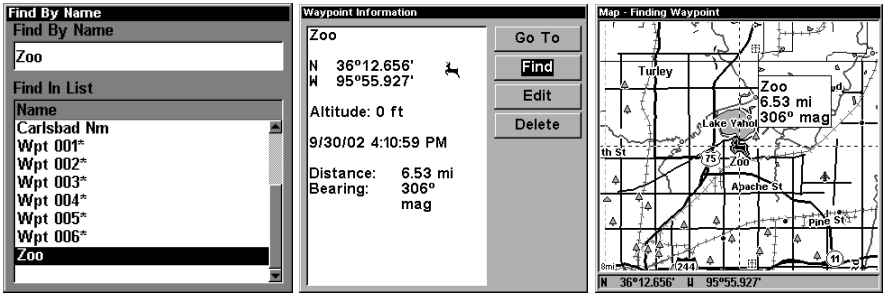 Find By Name
Find By Name
Zoo
Find In List
Name
Carlsbad Nm
Wpt 001*
Wpt 002*
Wpt 003*
Wpt 004*
Wpt 005*
Wpt 006*
Zoo
Waypoint Information
Zoo
N 36º12.656'
W 95º55.927'
Altitude: 0 ft
9/30/02 4:10:59 PM
Distance: 6.53 mi
Bearing: 306º
mag
Go To
Find
Edit
Delete
Map - Finding Waypoint
Turley
Zoo
6.53 mi
306º mag
Lake Yahol
th St
75
Zoo
Apache St
Pine St
11
8mi
244
N 36º12.656' W 95º55.927'